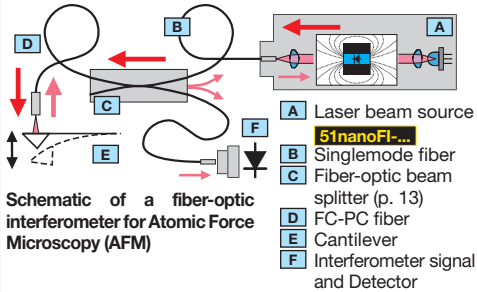 D
B
A
C
F
E
A Laser beam source
51nanoFI-...
B Singlemode fiber
C Fiber-optic beam
splitter (p. 13)
D FC-PC fiber
E Cantilever
F Interferometer signal
and Detector
Schematic of a fiber-optic
interferometer for Atomic Force
Microscopy (AFM)